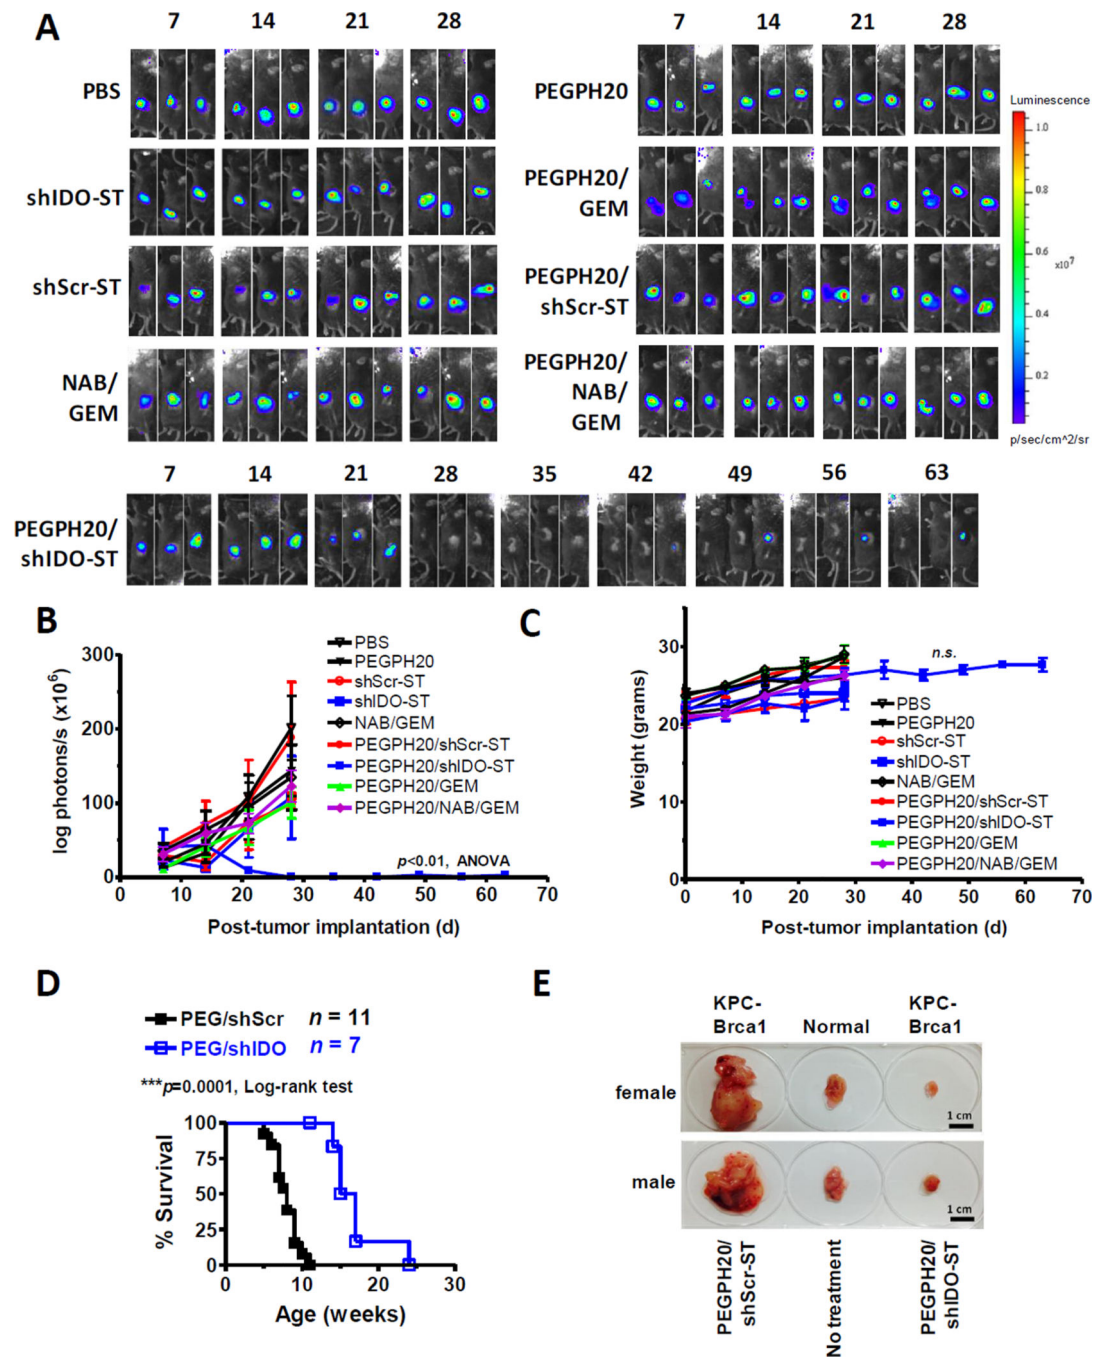 A
7 14 21 28
PBS
shIDO-ST
shScr-ST
NAB/
GEM
7 14 21 28
PEGPH20
PEGPH20/
GEM
PEGPH20/
shScr-ST
PEGPH20/
NAB/
GEM
Luminescence
1.0
0.8
0.6
x10^7
0.4
0.2
p/sec/cm^2/sr
7 14 21 28 35 42 49 56 63
PEGPH20/
shIDO-ST
B
300
200
100
0
log photons/s (x10⁶)
PBS
PEGPH20
shScr-ST
shIDO-ST
NAB/GEM
PEGPH20/shScr-ST
PEGPH20/shIDO-ST
PEGPH20/GEM
PEGPH20/NAB/GEM
p<0.01, ANOVA
0 10 20 30 40 50 60 70
Post-tumor implantation (d)
C
30
20
10
0
Weight (grams)
n.s.
PBS
PEGPH20
shScr-ST
shIDO-ST
NAB/GEM
PEGPH20/shScr-ST
PEGPH20/shIDO-ST
PEGPH20/GEM
PEGPH20/NAB/GEM
0 10 20 30 40 50 60 70
Post-tumor implantation (d)
D
PEG/shScr n = 11
PEG/shIDO n = 7
***p=0.0001, Log-rank test
100
75
50
25
0
% Survival
0 10 20 30
Age (weeks)
E
KPC-
Brca1
Normal
KPC-
Brca1
female
1 cm
male
1 cm
PEGPH20/
shScr-ST
No treatment
PEGPH20/
shIDO-ST